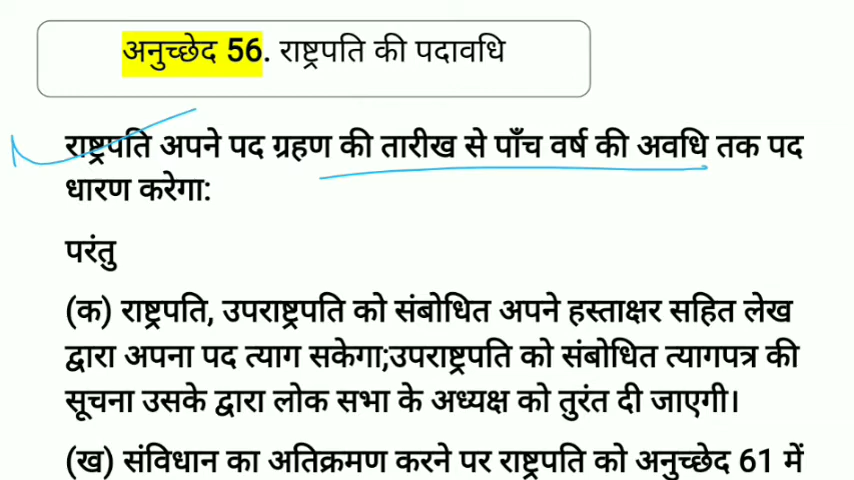 अनुच्छेद 56. राष्ट्रपति की पदावधि
राष्ट्रपति अपने पद ग्रहण की तारीख से पाँच वर्ष की अवधि तक पद
धारण करेगा:
परंतु
(क) राष्ट्रपति, उपराष्ट्रपति को संबोधित अपने हस्ताक्षर सहित लेख
द्वारा अपना पद त्याग सकेगा;उपराष्ट्रपति को संबोधित त्यागपत्र की
सूचना उसके द्वारा लोक सभा के अध्यक्ष को तुरंत दी जाएगी।
(ख) संविधान का अतिक्रमण करने पर राष्ट्रपति को अनुच्छेद 61 में